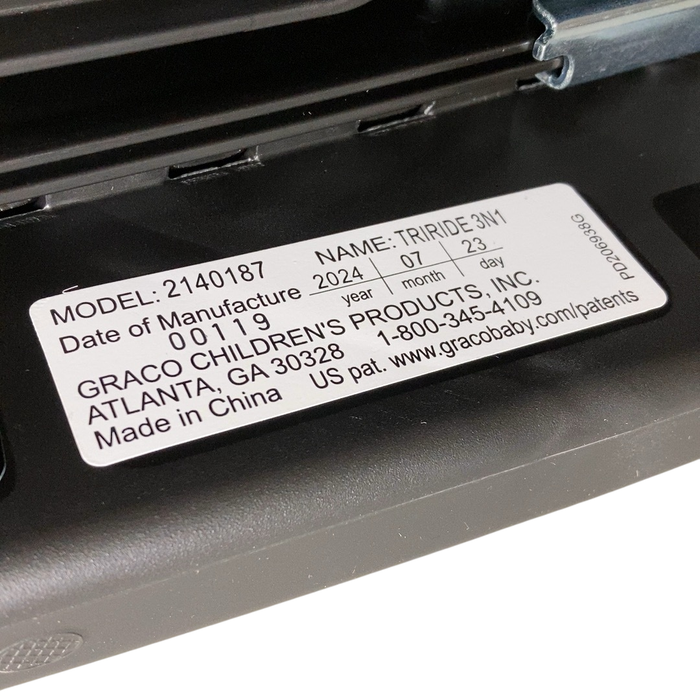 MODEL: 2140187 NAME: TRIRIDE 3N1
Date of Manufacture 2024 07 23
year month day
00119
GRACO CHILDREN'S PRODUCTS, INC.
ATLANTA, GA 30328 1-800-345-4109
Made in China US pat. www.gracobaby.com/patents
PD206938G